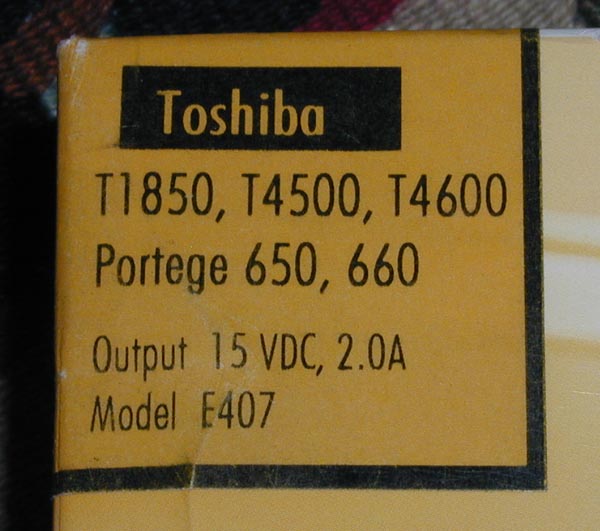 Toshiba
T1850, T4500, T4600
Portege 650, 660
Output 15 VDC, 2.0A
Model E407